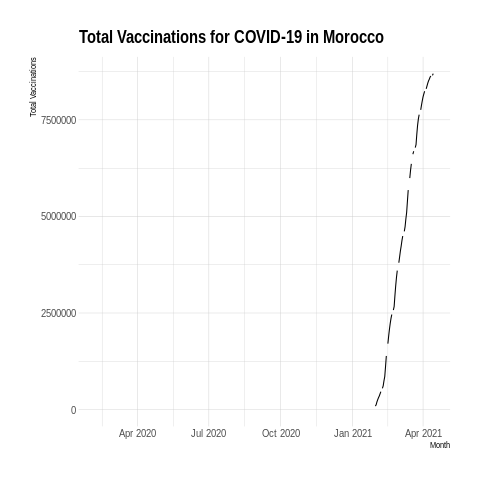 Total Vaccinations for COVID-19 in Morocco
Total Vaccinations
7500000
5000000
2500000
0
Apr 2020 Jul 2020 Oct 2020 Jan 2021 Apr 2021
Month